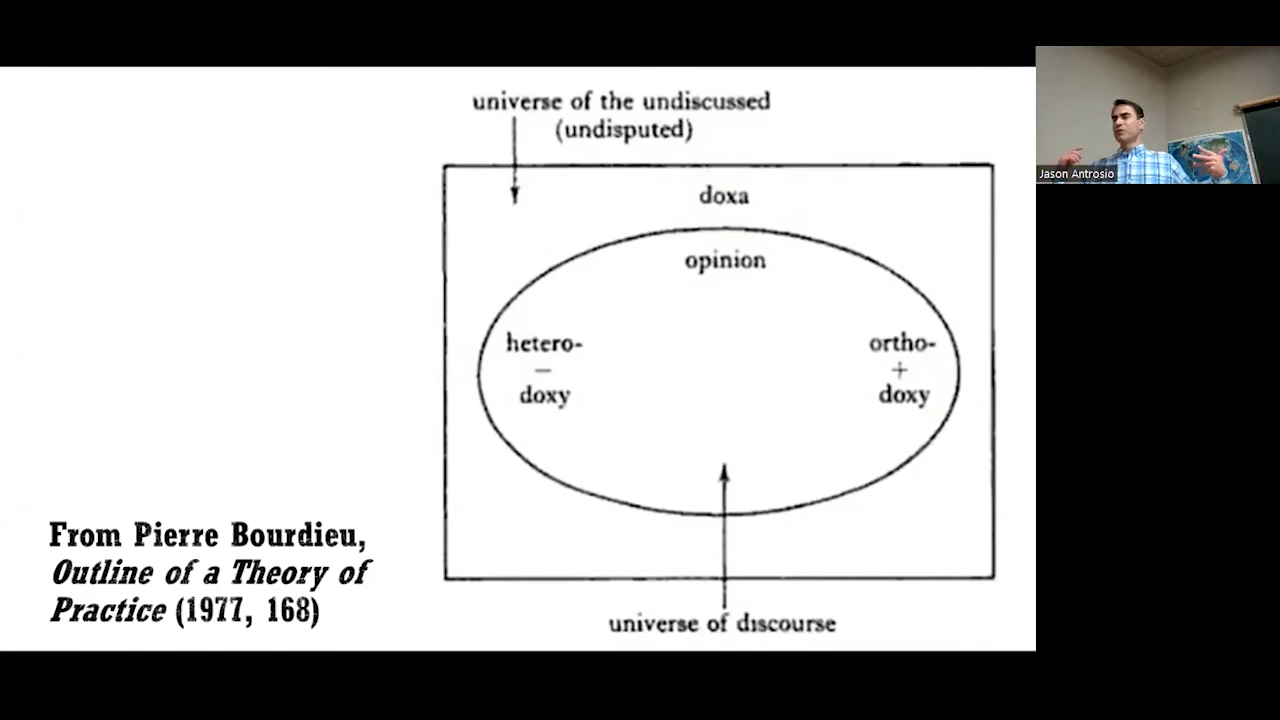 universe of the undiscussed
(undisputed)
doxa
opinion
hetero-
−
doxy
ortho-
+
doxy
universe of discourse
From Pierre Bourdieu,
Outline of a Theory of
Practice (1977, 168)
Jason Antrosio